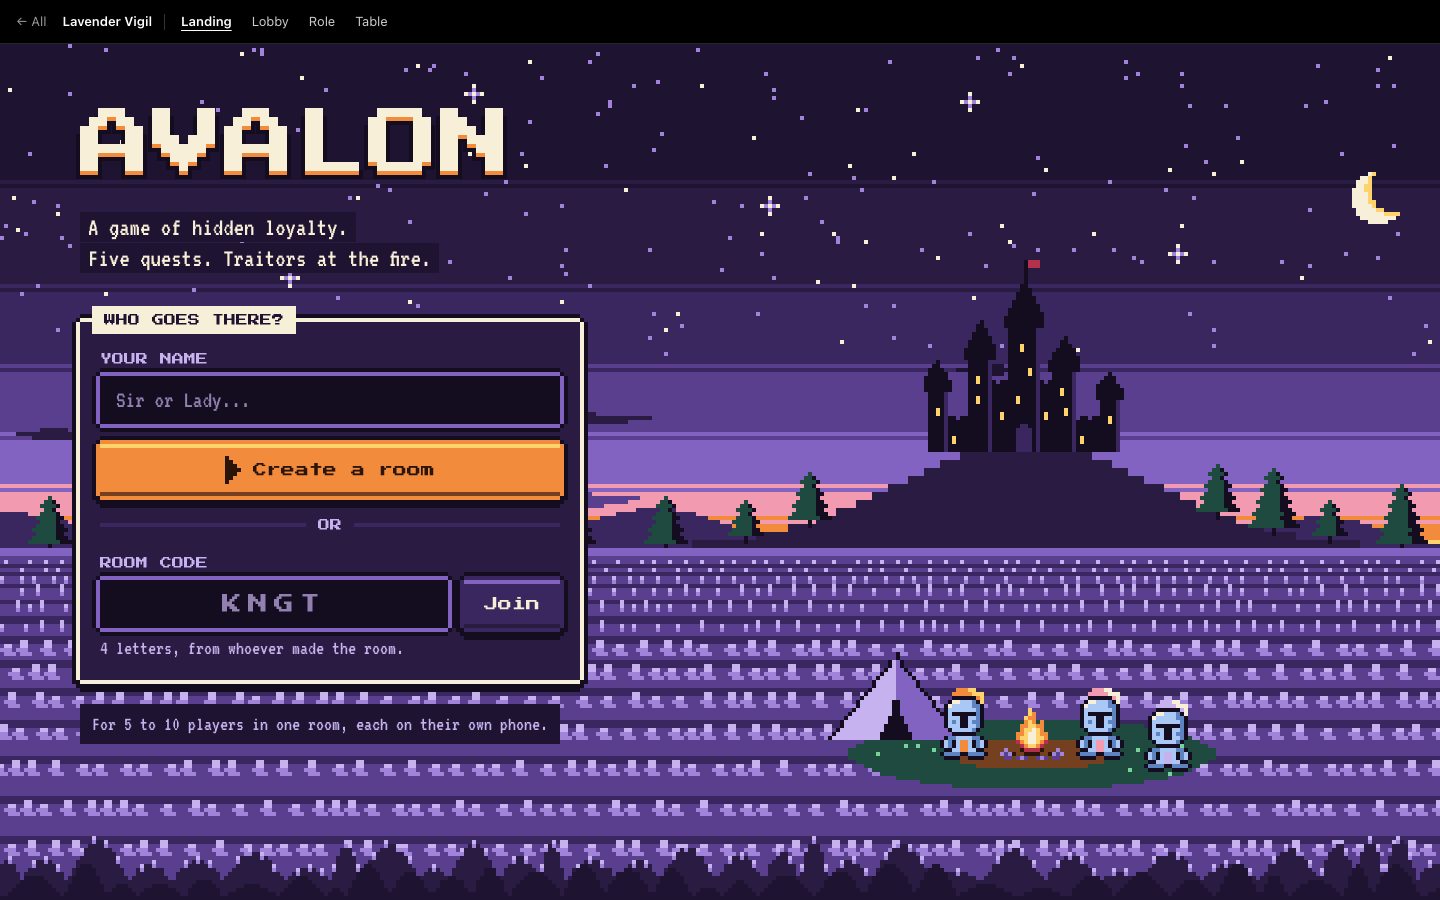 ← All Lavender Vigil Landing Lobby Role Table
AVALON
A game of hidden loyalty.
Five quests. Traitors at the fire.
WHO GOES THERE?
YOUR NAME
Sir or Lady...
Create a room
OR
ROOM CODE
KNGT Join
4 letters, from whoever made the room.
For 5 to 10 players in one room, each on their own phone.